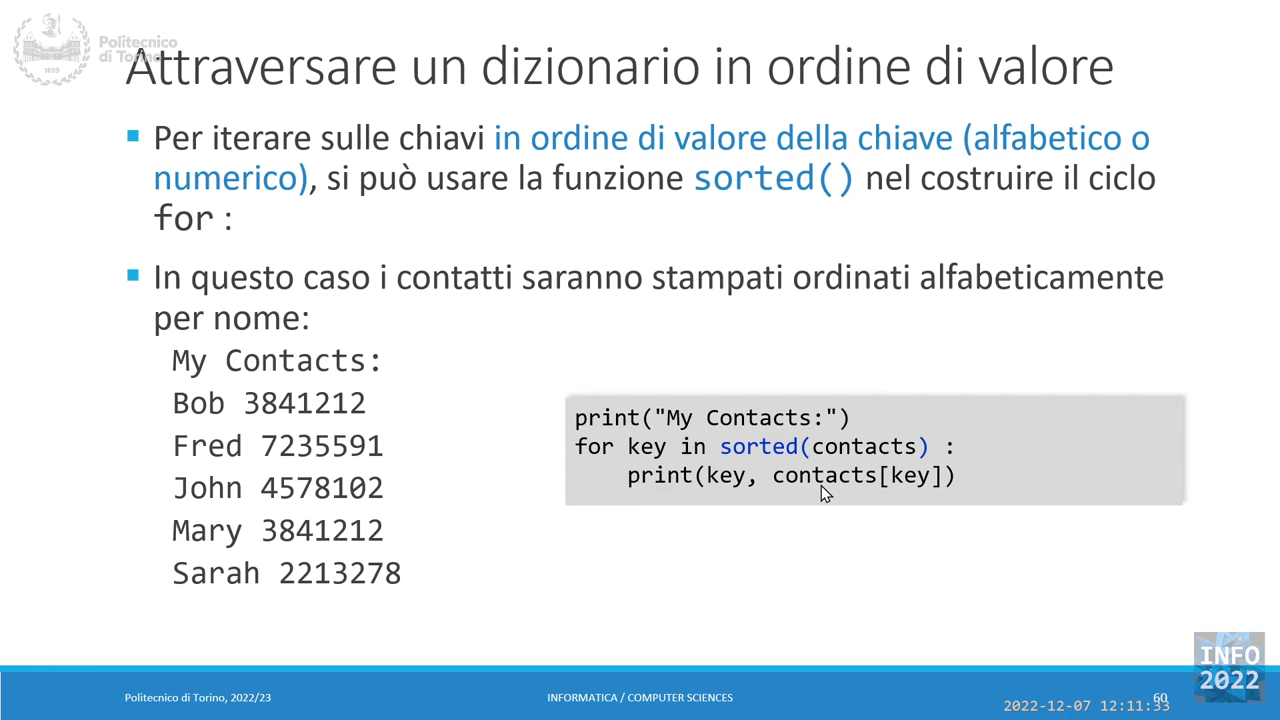 Politecnico
di Torino
1859
Attraversare un dizionario in ordine di valore
Per iterare sulle chiavi in ordine di valore della chiave (alfabetico o
numerico), si può usare la funzione sorted() nel costruire il ciclo
for :
In questo caso i contatti saranno stampati ordinati alfabeticamente
per nome:
My Contacts:
Bob 3841212
Fred 7235591
John 4578102
Mary 3841212
Sarah 2213278
print("My Contacts:")
for key in sorted(contacts) :
    print(key, contacts[key])
INFO
2022
Politecnico di Torino, 2022/23
INFORMATICA / COMPUTER SCIENCES
60
2022-12-07 12:11:33